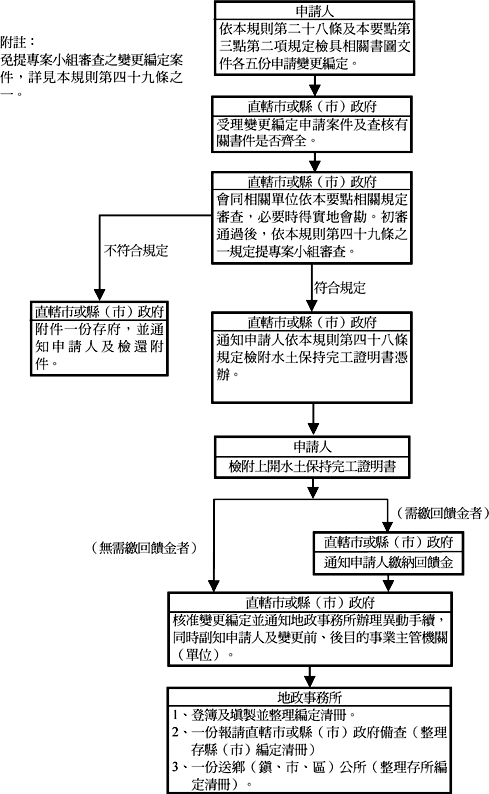 附註：
免提專案小組審查之變更編定案
件，詳見本規則第四十九條之
一。
申請人
依本規則第二十八條及本要點第
三點第二項規定檢具相關書圖文
件各五份申請變更編定。
直轄市或縣（市）政府
受理變更編定申請案件及查核有
關書件是否齊全。
直轄市或縣（市）政府
會同相關單位依本要點相關規定
審查，必要時得實地會勘。初審
通過後，依本規則第四十九條之
一規定提專案小組審查。
不符合規定
符合規定
直轄市或縣（市）政府
附件一份存府，並通
知申請人及檢還附
件。
直轄市或縣（市）政府
通知申請人依本規則第四十八條
規定檢附水土保持完工證明書憑
辦。
申請人
檢附上開水土保持完工證明書
（需繳回饋金者）
（無需繳回饋金者）
直轄市或縣（市）政府
通知申請人繳納回饋金
直轄市或縣（市）政府
核准變更編定並通知地政事務所辦理異動手續，
同時副知申請人及變更前、後目的事業主管機關
（單位）。
地政事務所
1、登簿及填製並整理編定清冊。
2、一份報請直轄市或縣（市）政府備查（整理
存縣（市）編定清冊）
3、一份送鄉（鎮、市、區）公所（整理存所編
定清冊）。